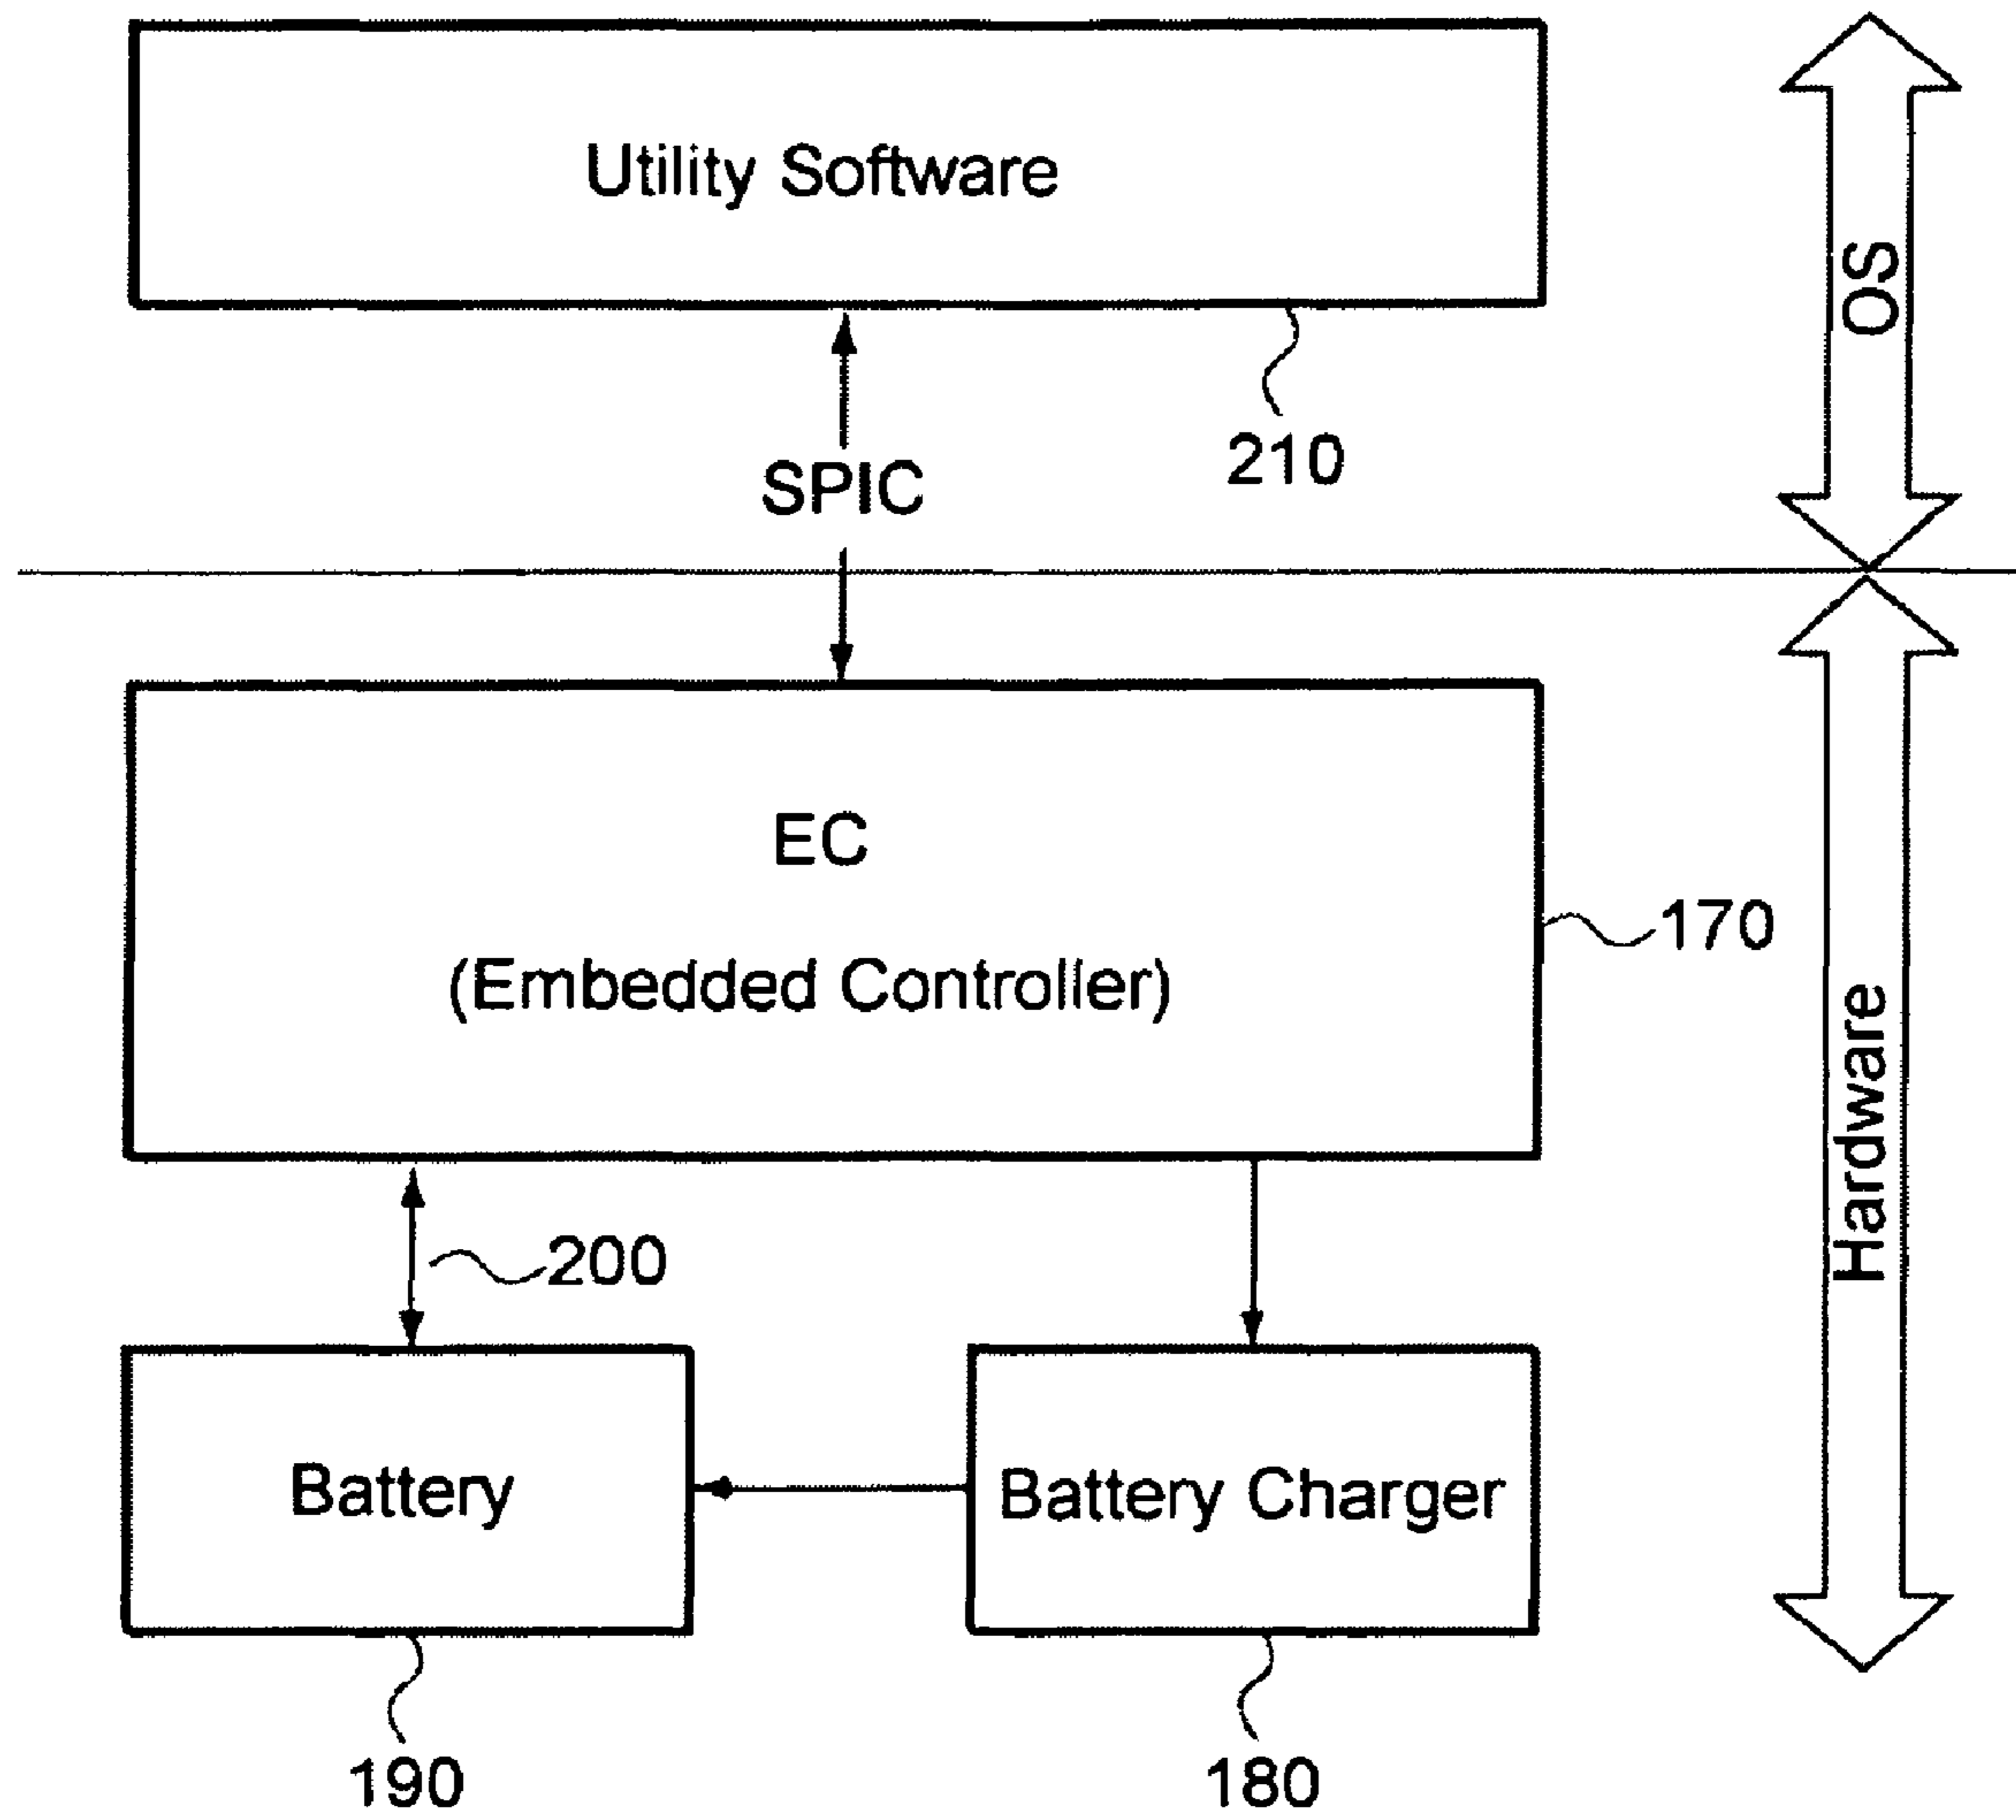 Utility Software
OS
210
SPIC
EC
(Embedded Controller)
170
Hardware
200
Battery
Battery Charger
190
180